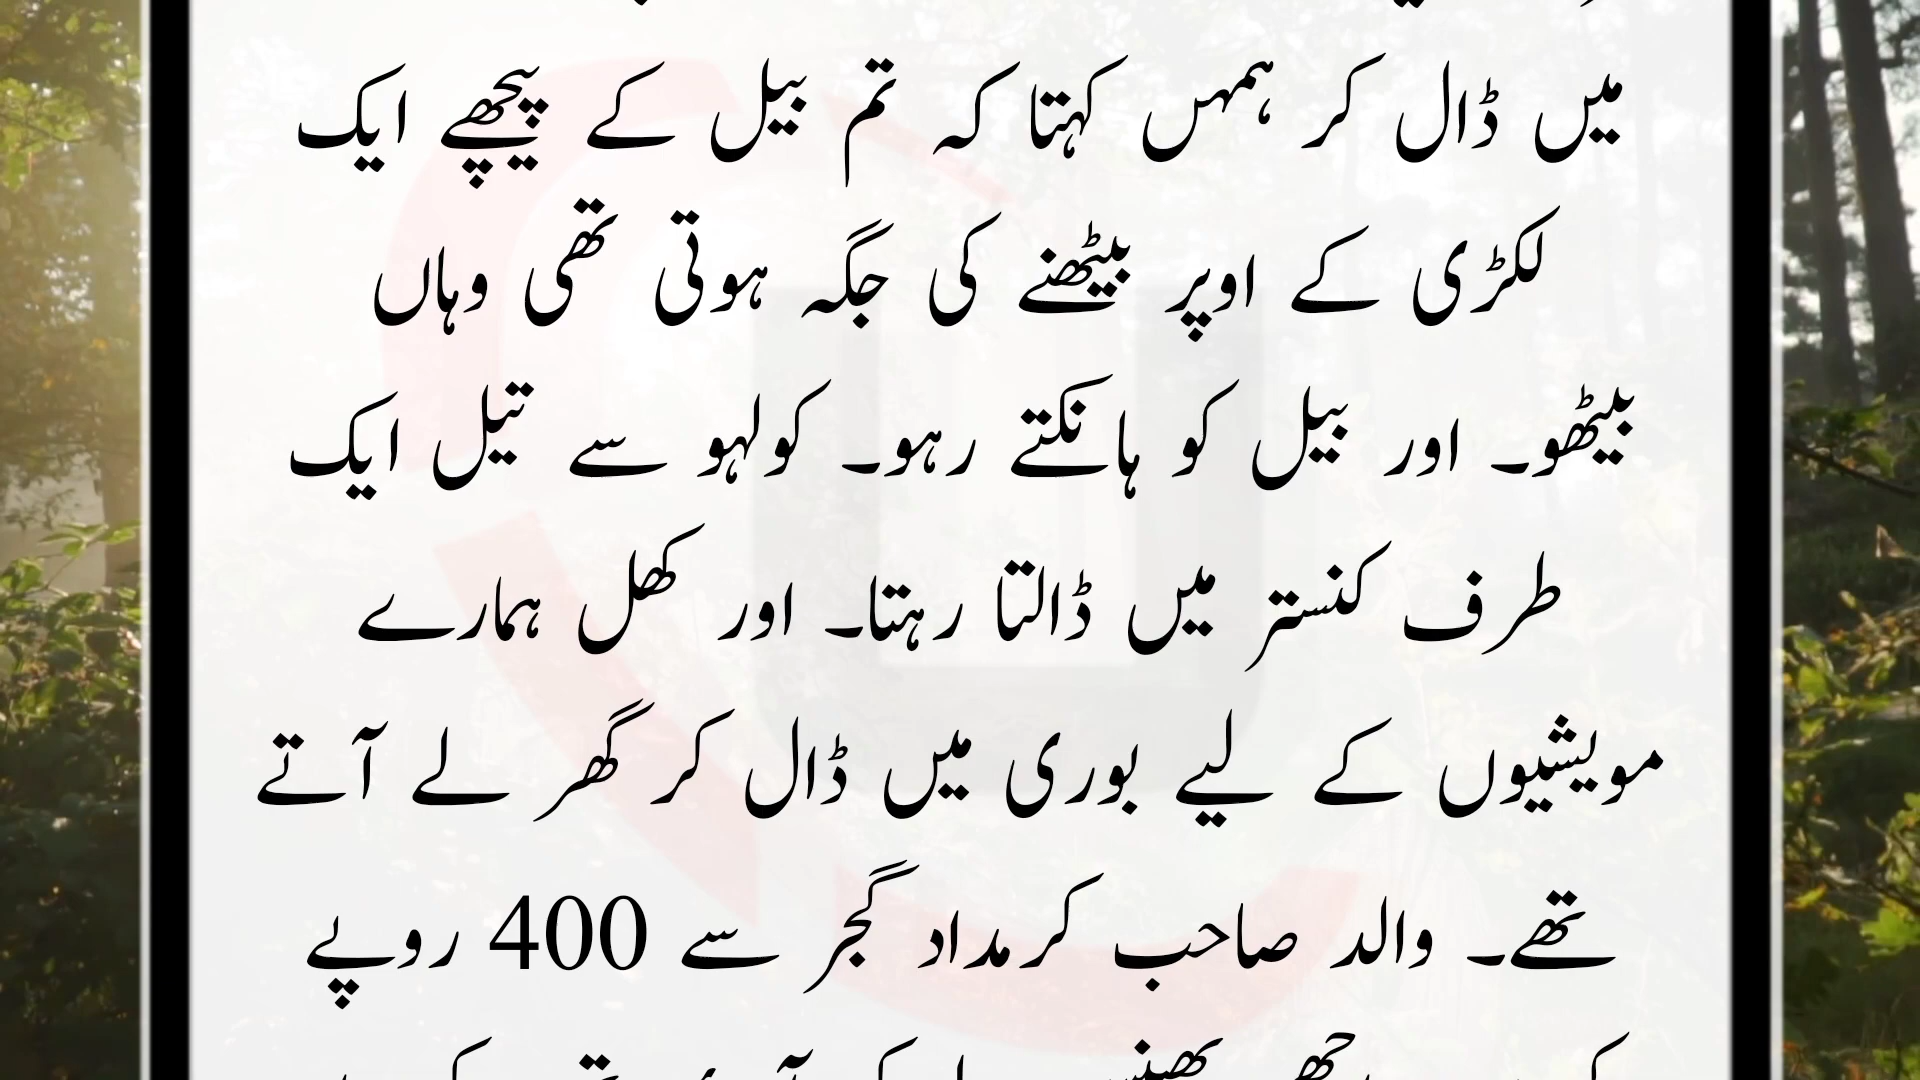 میں ڈال کر ہمہس کہتا کہ تم بیل کے پیچھے ایک
لکڑی کے اوپر بیٹھنے کی جگہ ہوتی تھی وہاں
بیٹھو۔ اور بیل کو ہانکتے رہو۔ کولہو سے تیل ایک
طرف کنستر میں ڈالتا رہتا۔ اور کھل ہمارے
مویشیوں کے لیے بوری میں ڈال کر گھر لے آتے
تھے۔ والد صاحب کرمداد گجر سے 400 روپے